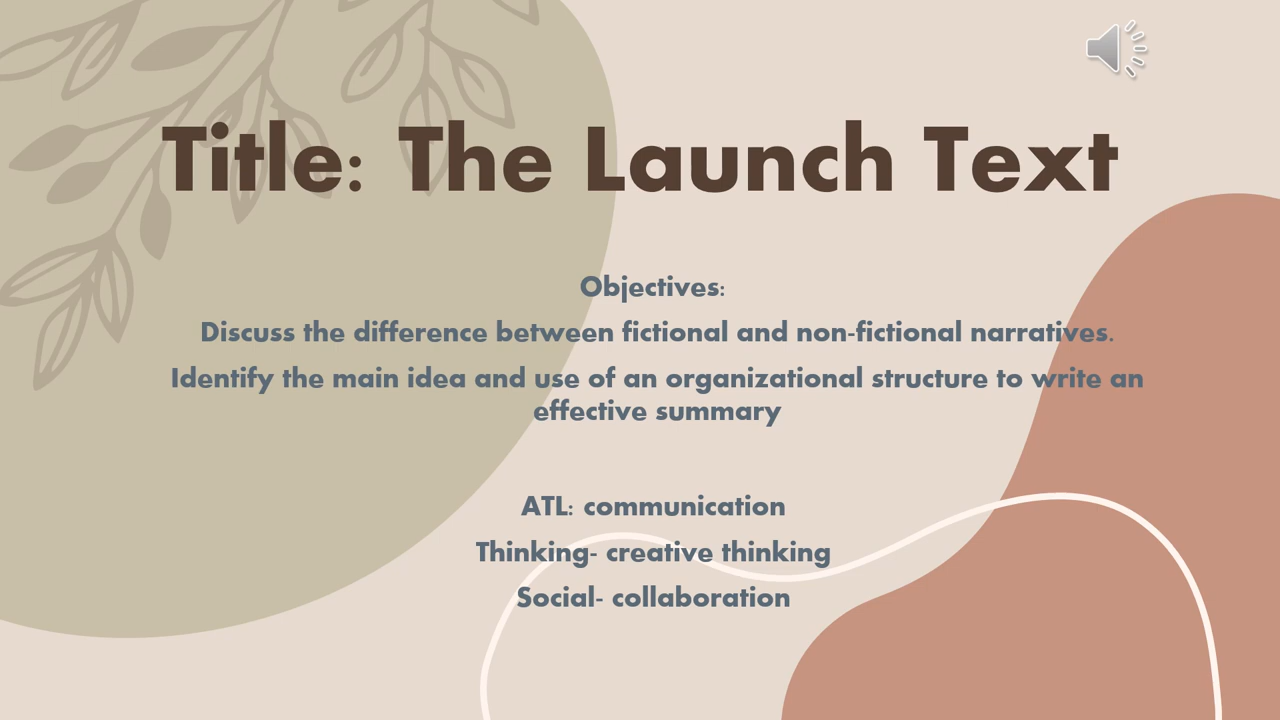 Title: The Launch Text
Objectives:
Discuss the difference between fictional and non-fictional narratives.
Identify the main idea and use of an organizational structure to write an
effective summary
ATL: communication
Thinking- creative thinking
Social- collaboration